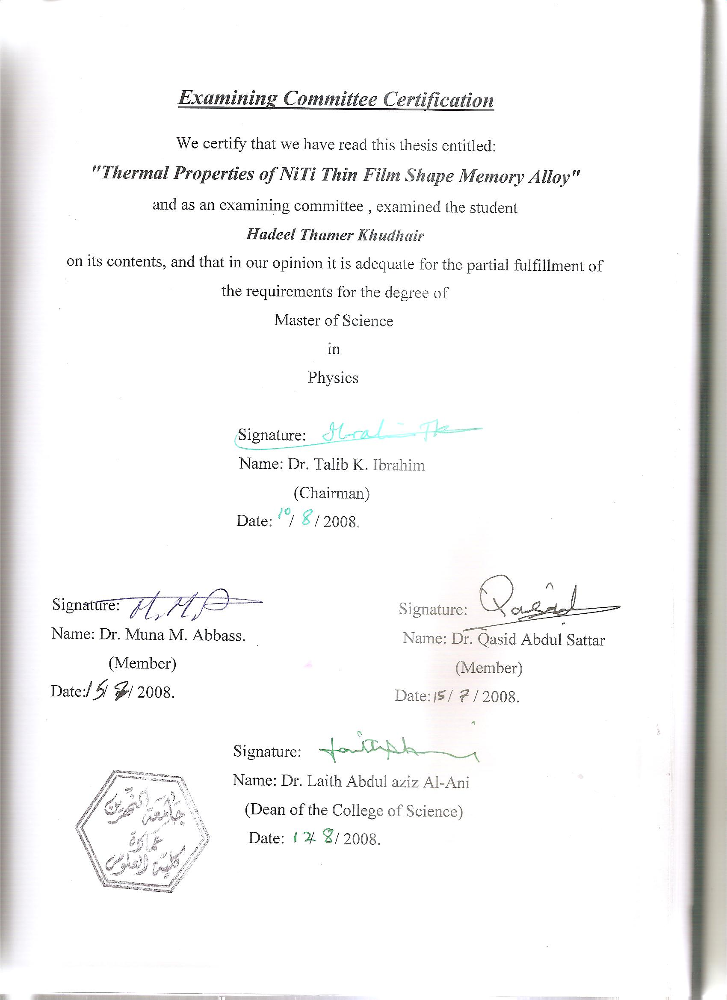 Examining Committee Certification
We certify that we have read this thesis entitled:
"Thermal Properties of NiTi Thin Film Shape Memory Alloy"
and as an examining committee , examined the student
Hadeel Thamer Khudhair
on its contents, and that in our opinion it is adequate for the partial fulfillment of
the requirements for the degree of
Master of Science
in
Physics
Signature:
Name: Dr. Talib K. Ibrahim
(Chairman)
Date: 10/ 8 / 2008.
Signature: M. M. A
Name: Dr. Muna M. Abbass.
(Member)
Date:15/ 7/ 2008.
Signature: Qasid
Name: Dr. Qasid Abdul Sattar
(Member)
Date:15/ 7 / 2008.
Signature:
Name: Dr. Laith Abdul aziz Al-Ani
(Dean of the College of Science)
Date: 12/ 8/ 2008.
جامعة النهرين
عمادة
كلية العلوم